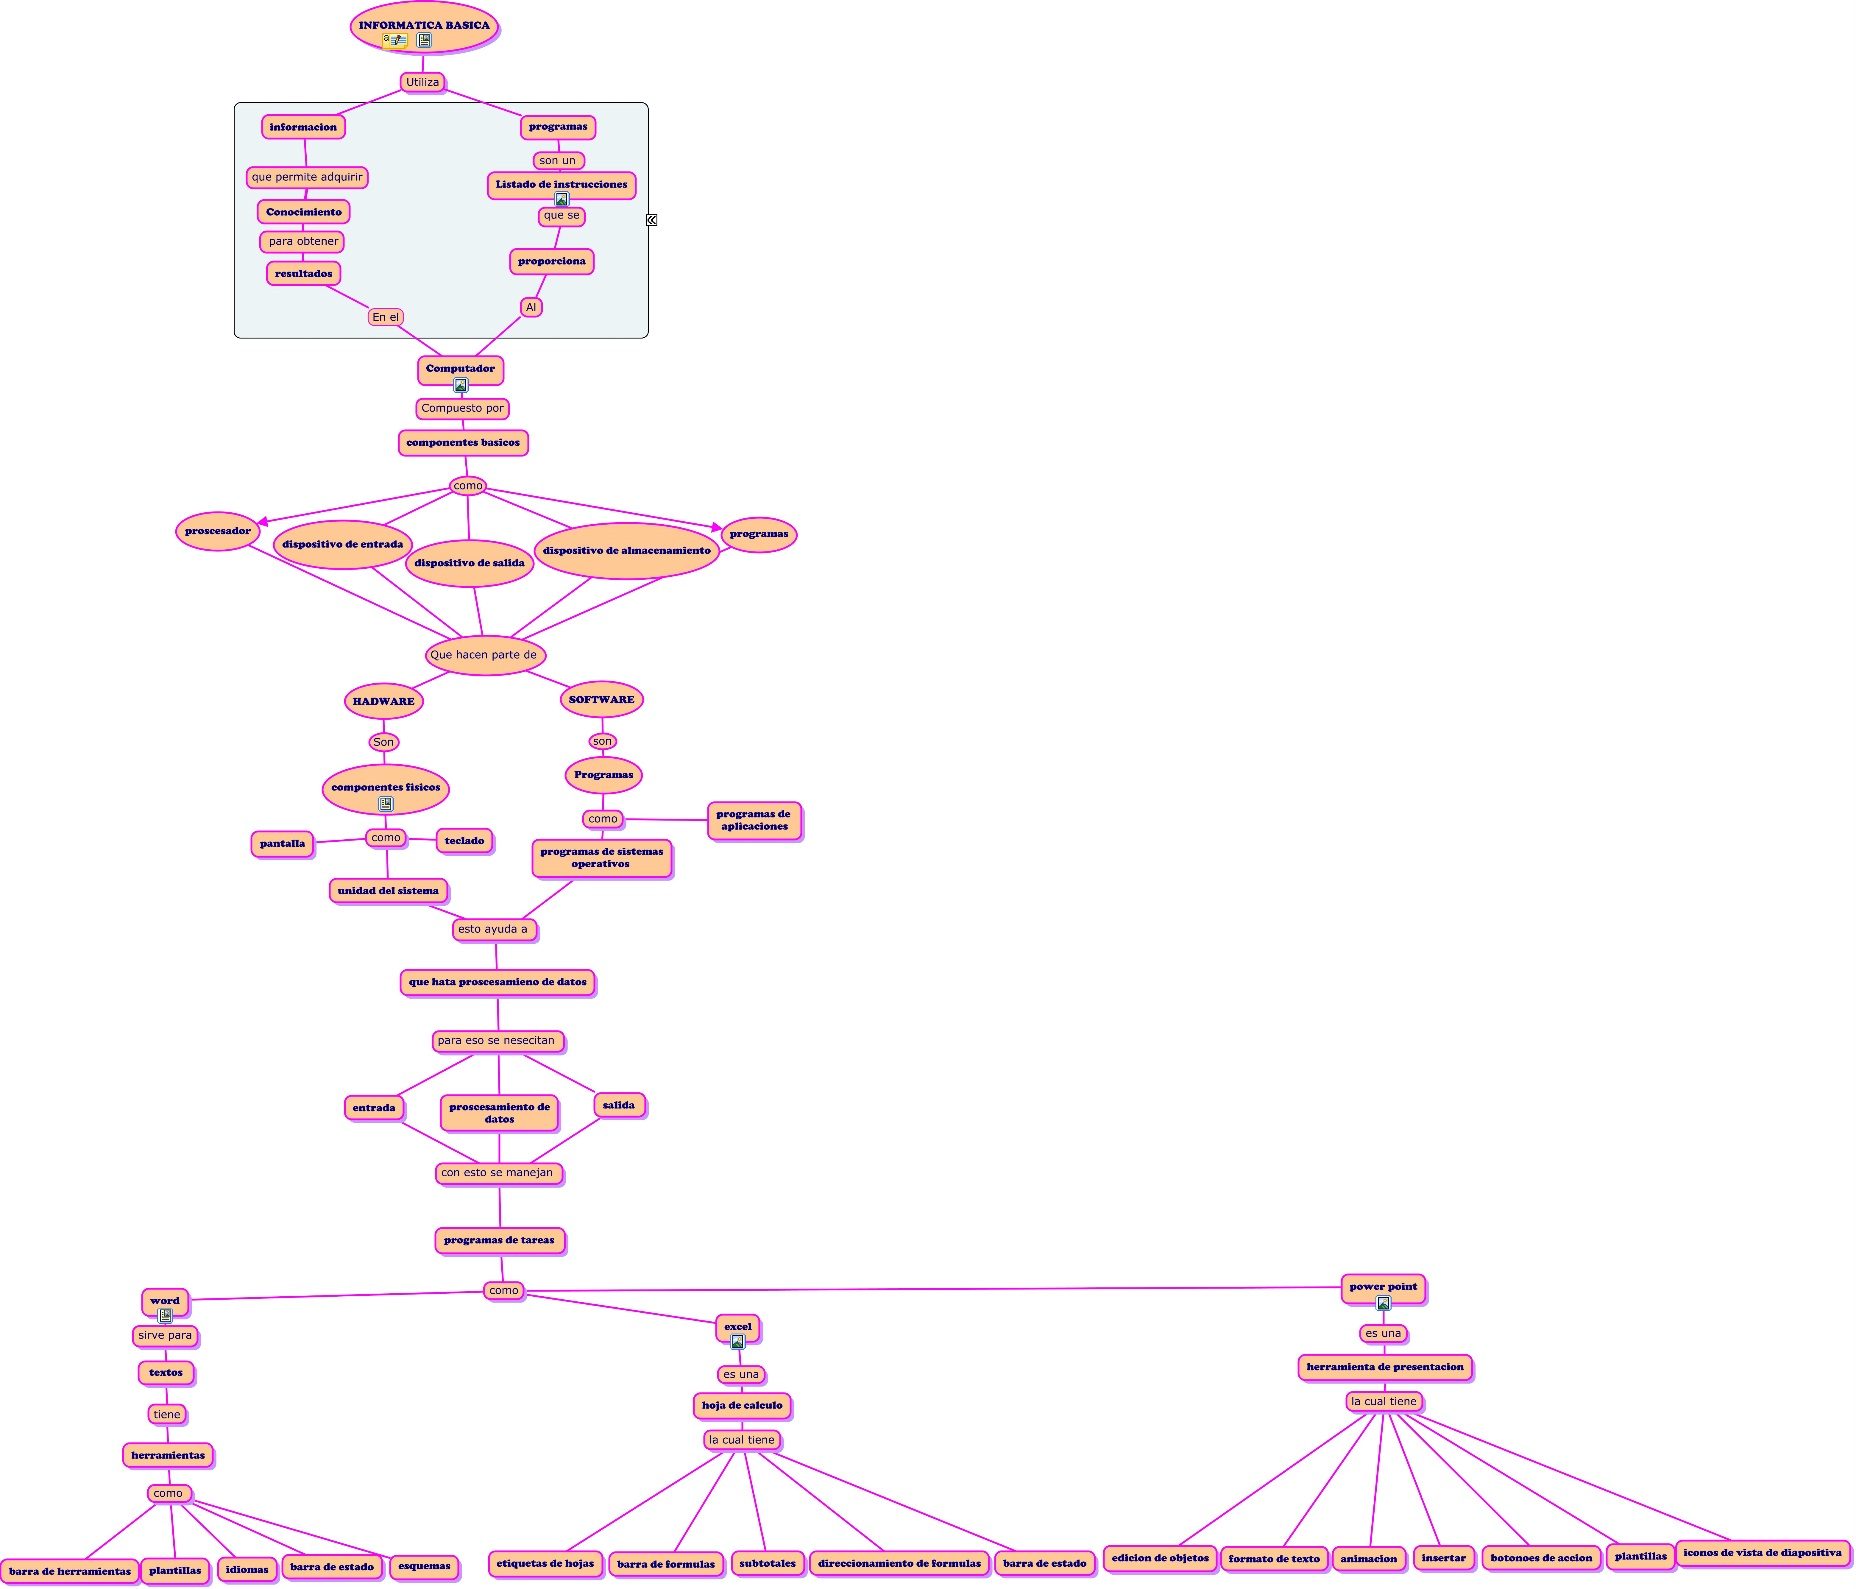 INFORMATICA BASICA
Utiliza
informacion
programas
que permite adquirir
son un
Listado de instrucciones
Conocimiento
que se
para obtener
proporciona
resultados
En el
Al
Computador
Compuesto por
componentes basicos
como
proscesador
dispositivo de entrada
dispositivo de salida
dispositivo de almacenamiento
programas
Que hacen parte de
HADWARE
SOFTWARE
Son
son
componentes fisicos
Programas
como
como
programas de
aplicaciones
pantalla
teclado
programas de sistemas
operativos
unidad del sistema
esto ayuda a
que hata proscesamieno de datos
para eso se nesecitan
entrada
proscesamiento de
datos
salida
con esto se manejan
programas de tareas
como
word
excel
power point
sirve para
textos
tiene
herramientas
como
barra de herramientas
plantillas
idiomas
barra de estado
esquemas
es una
hoja de calculo
la cual tiene
etiquetas de hojas
barra de formulas
subtotales
direccionamiento de formulas
barra de estado
es una
herramienta de presentacion
la cual tiene
edicion de objetos
formato de texto
animacion
insertar
botonoes de accion
plantillas
iconos de vista de diapositiva